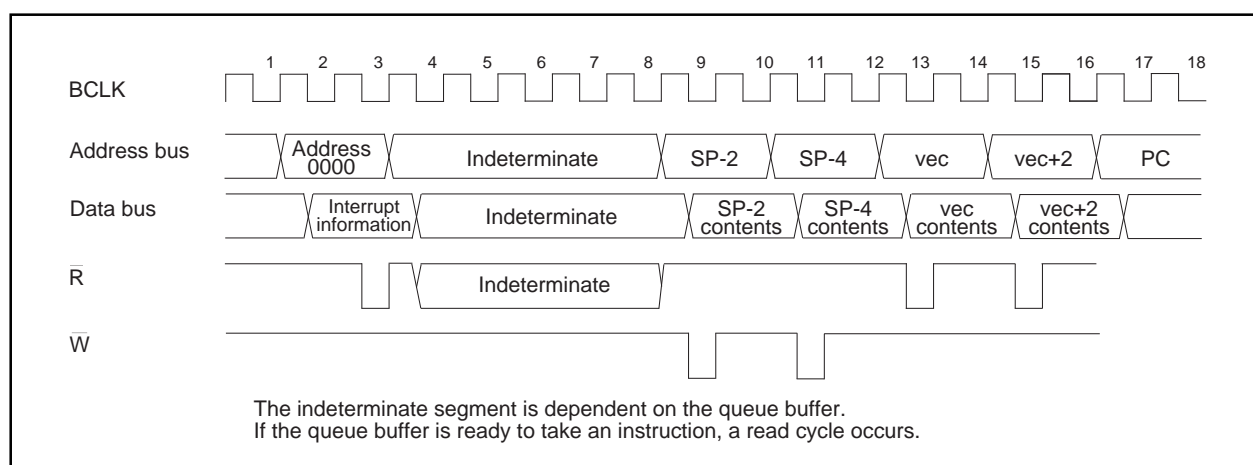 1 2 3 4 5 6 7 8 9 10 11 12 13 14 15 16 17 18
BCLK
Address bus
Address
0000
Indeterminate
SP-2
SP-4
vec
vec+2
PC
Data bus
Interrupt
information
Indeterminate
SP-2
contents
SP-4
contents
vec
contents
vec+2
contents
R
Indeterminate
W
The indeterminate segment is dependent on the queue buffer.
If the queue buffer is ready to take an instruction, a read cycle occurs.